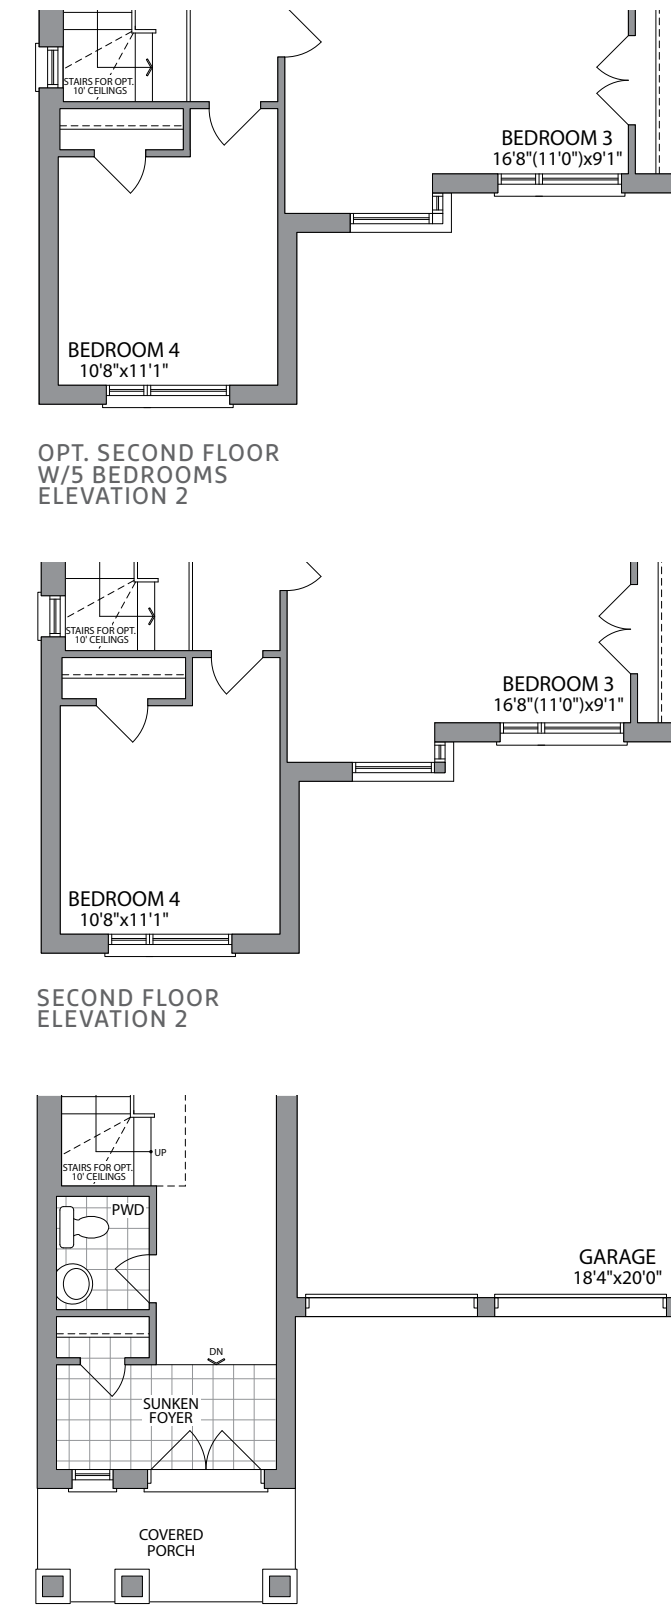 STAIRS FOR OPT.
10' CEILINGS
BEDROOM 3
16'8"(11'0")x9'1"
BEDROOM 4
10'8"x11'1"
OPT. SECOND FLOOR
W/5 BEDROOMS
ELEVATION 2
STAIRS FOR OPT.
10' CEILINGS
BEDROOM 3
16'8"(11'0")x9'1"
BEDROOM 4
10'8"x11'1"
SECOND FLOOR
ELEVATION 2
UP
STAIRS FOR OPT.
10' CEILINGS
PWD
GARAGE
18'4"x20'0"
DN
SUNKEN
FOYER
COVERED
PORCH